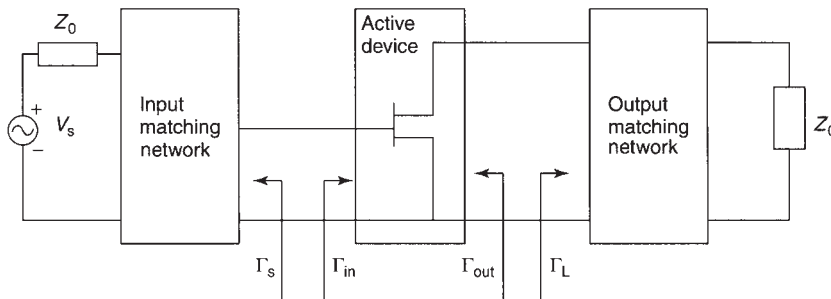 Z0
+
Vs
−
Input
matching
network
Active
device
Output
matching
network
Z0
Γs
Γin
Γout
ΓL